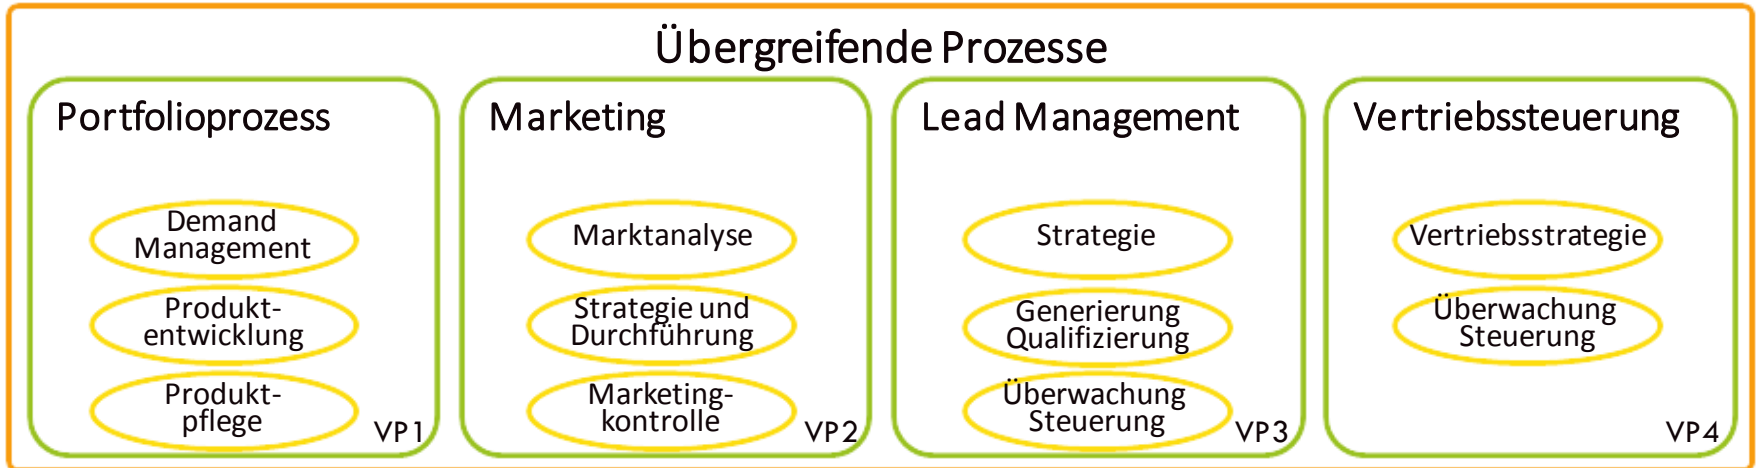 Übergreifende Prozesse
Portfolioprozess
Demand
Management
Produkt-
entwicklung
Produkt-
pflege
VP1
Marketing
Marktanalyse
Strategie und
Durchführung
Marketing-
kontrolle
VP2
Lead Management
Strategie
Generierung
Qualifizierung
Überwachung
Steuerung
VP3
Vertriebssteuerung
Vertriebsstrategie
Überwachung
Steuerung
VP4